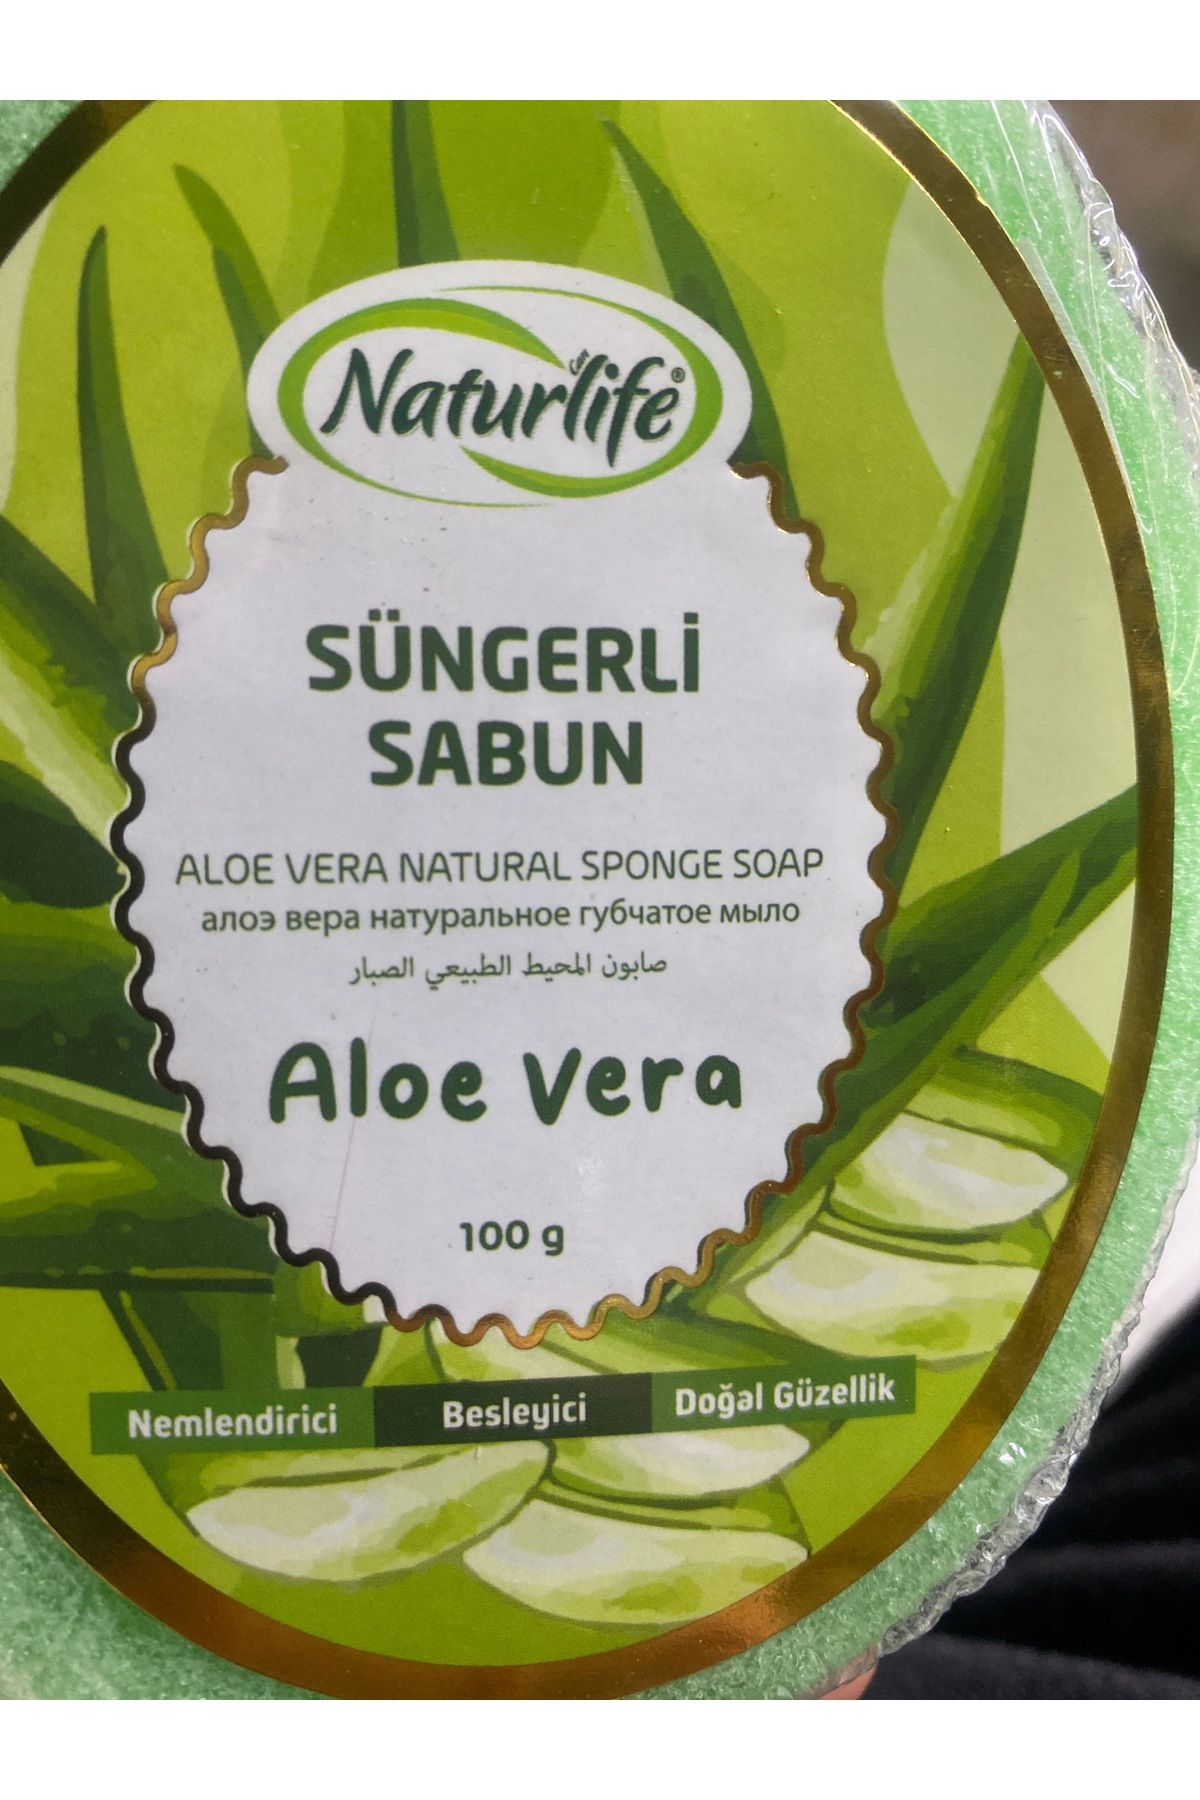 Can
Naturlife®
SÜNGERLİ
SABUN
ALOE VERA NATURAL SPONGE SOAP
алоэ вера натуральное губчатое мыло
صابون المحيط الطبيعي الصبار
Aloe Vera
100 g
Nemlendirici Besleyici Doğal Güzellik